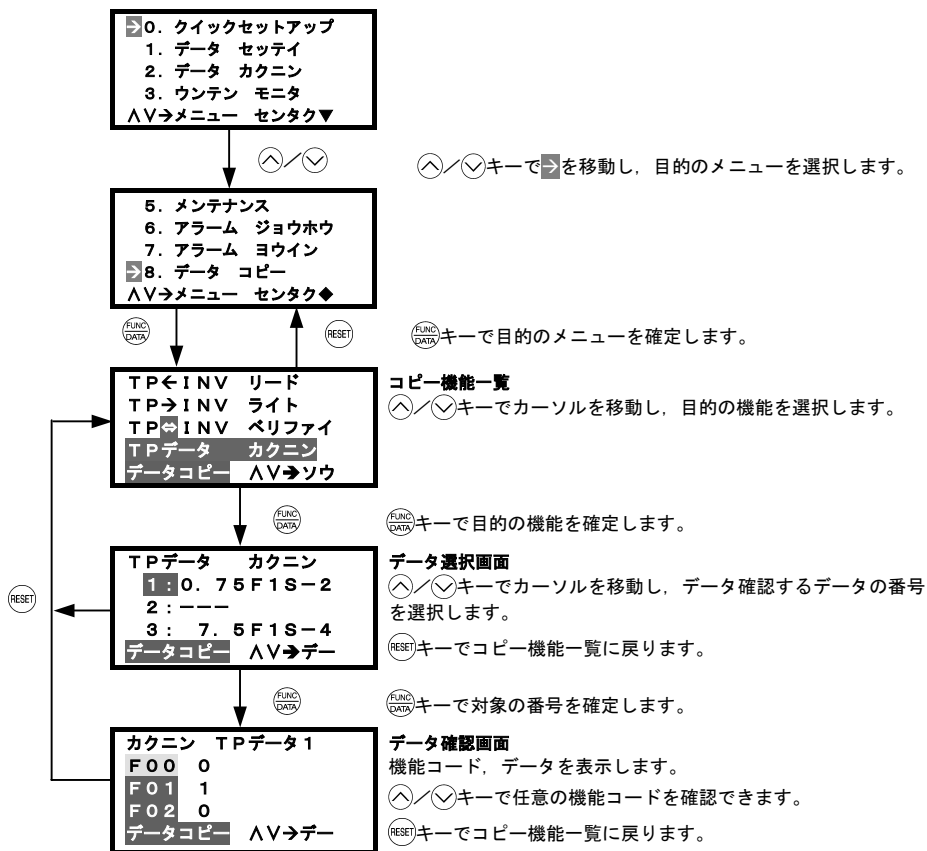 →0. クイックセットアップ
1. データ セッテイ
2. データ カクニン
3. ウンテン モニタ
∧∨→メニュー センタク▼
∧/∨
∧/∨キーで→を移動し，目的のメニューを選択します。
5. メンテナンス
6. アラーム ジョウホウ
7. アラーム ヨウイン
→8. データ コピー
∧∨→メニュー センタク◆
FUNC
DATA
RESET
FUNC
DATAキーで目的のメニューを確定します。
TP←INV リード
TP→INV ライト
TP⇔INV ベリファイ
TPデータ カクニン
データコピー ∧∨→ソウ
コピー機能一覧
∧/∨キーでカーソルを移動し，目的の機能を選択します。
FUNC
DATA
FUNC
DATAキーで目的の機能を確定します。
RESET
TPデータ カクニン
1:0. 75F1S−2
2:−−−
3: 7. 5F1S−4
データコピー ∧∨→デー
データ選択画面
∧/∨キーでカーソルを移動し，データ確認するデータの番号
を選択します。
RESETキーでコピー機能一覧に戻ります。
FUNC
DATA
FUNC
DATAキーで対象の番号を確定します。
カクニン TPデータ1
F00 0
F01 1
F02 0
データコピー ∧∨→デー
データ確認画面
機能コード，データを表示します。
∧/∨キーで任意の機能コードを確認できます。
RESETキーでコピー機能一覧に戻ります。